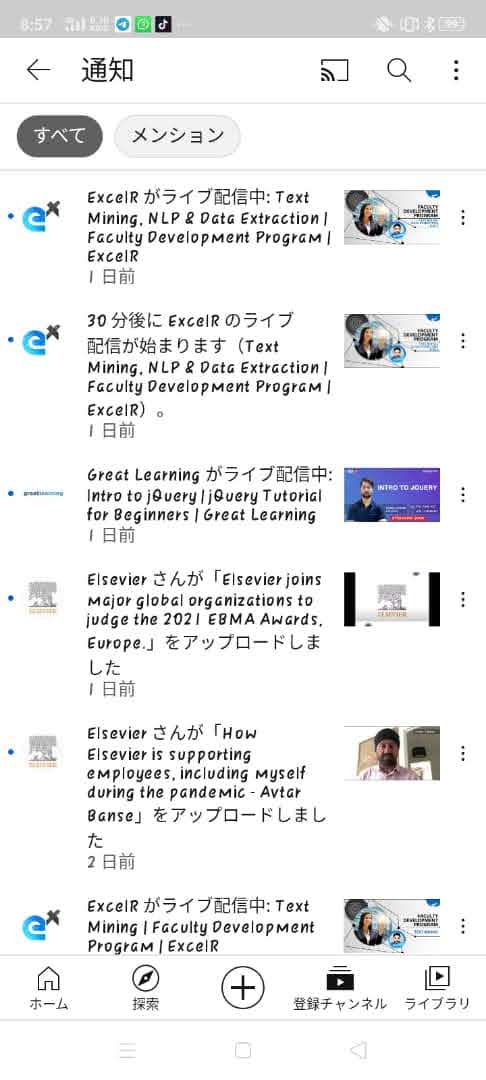 8:57
通知
すべて
メンション
ExcelR がライブ配信中: Text
Mining, NLP & Data Extraction |
Faculty Development Program |
ExcelR
1 日前
FACULTY
DEVELOPMENT
PROGRAM
30 分後に ExcelR のライブ
配信が始まります（Text
Mining, NLP & Data Extraction |
Faculty Development Program |
ExcelR）。
1 日前
FACULTY
DEVELOPMENT
PROGRAM
greatlearning
Great Learning がライブ配信中:
Intro to jQuery | jQuery Tutorial
for Beginners | Great Learning
1 日前
INTRO TO JQUERY
ELSEVIER
Elsevier さんが「Elsevier joins
major global organizations to
judge the 2021 EBMA Awards,
Europe.」をアップロードしま
した
1 日前
ELSEVIER
ELSEVIER
Elsevier さんが「How
Elsevier is supporting
employees, including myself
during the pandemic - Avtar
Banse」をアップロードしまし
た
2 日前
ExcelR がライブ配信中: Text
Mining | Faculty Development
Program | ExcelR
FACULTY
DEVELOPMENT
PROGRAM
TEXT MINING
ホーム
探索
登録チャンネル
ライブラリ